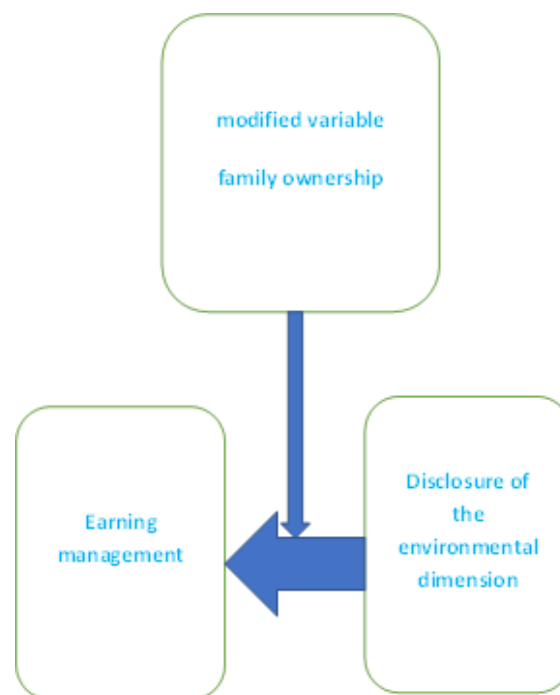 modified variable
family ownership
Earning
management
Disclosure of
the
environmental
dimension